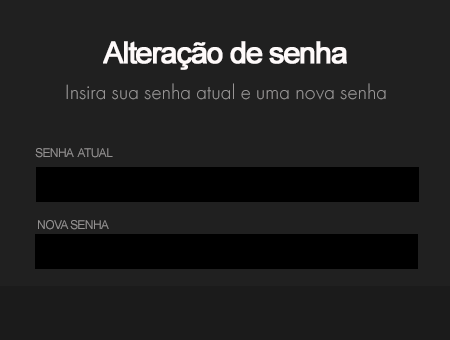 Alteração de senha
Insira sua senha atual e uma nova senha
SENHA ATUAL
NOVA SENHA